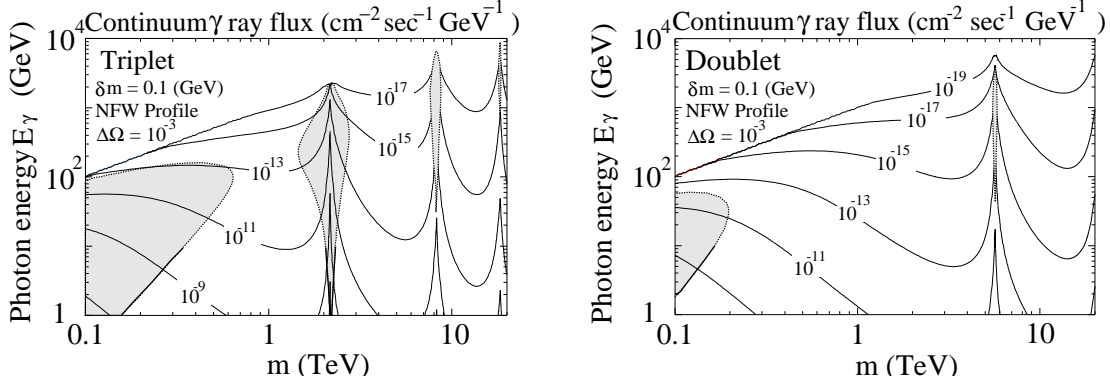 Continuum γ ray flux (cm⁻² sec⁻¹ GeV⁻¹)
Triplet
δm = 0.1 (GeV)
NFW Profile
ΔΩ = 10⁻³
10⁻¹⁷
10⁻¹⁵
10⁻¹³
10⁻¹¹
10⁻⁹
Photon energy E_γ (GeV)
10⁴
10²
1
0.1 1 10
m (TeV)
Continuum γ ray flux (cm⁻² sec⁻¹ GeV⁻¹)
Doublet
δm = 0.1 (GeV)
NFW Profile
ΔΩ = 10⁻³
10⁻¹⁹
10⁻¹⁷
10⁻¹⁵
10⁻¹³
10⁻¹¹
Photon energy E_γ (GeV)
10⁴
10²
1
0.1 1 10
m (TeV)